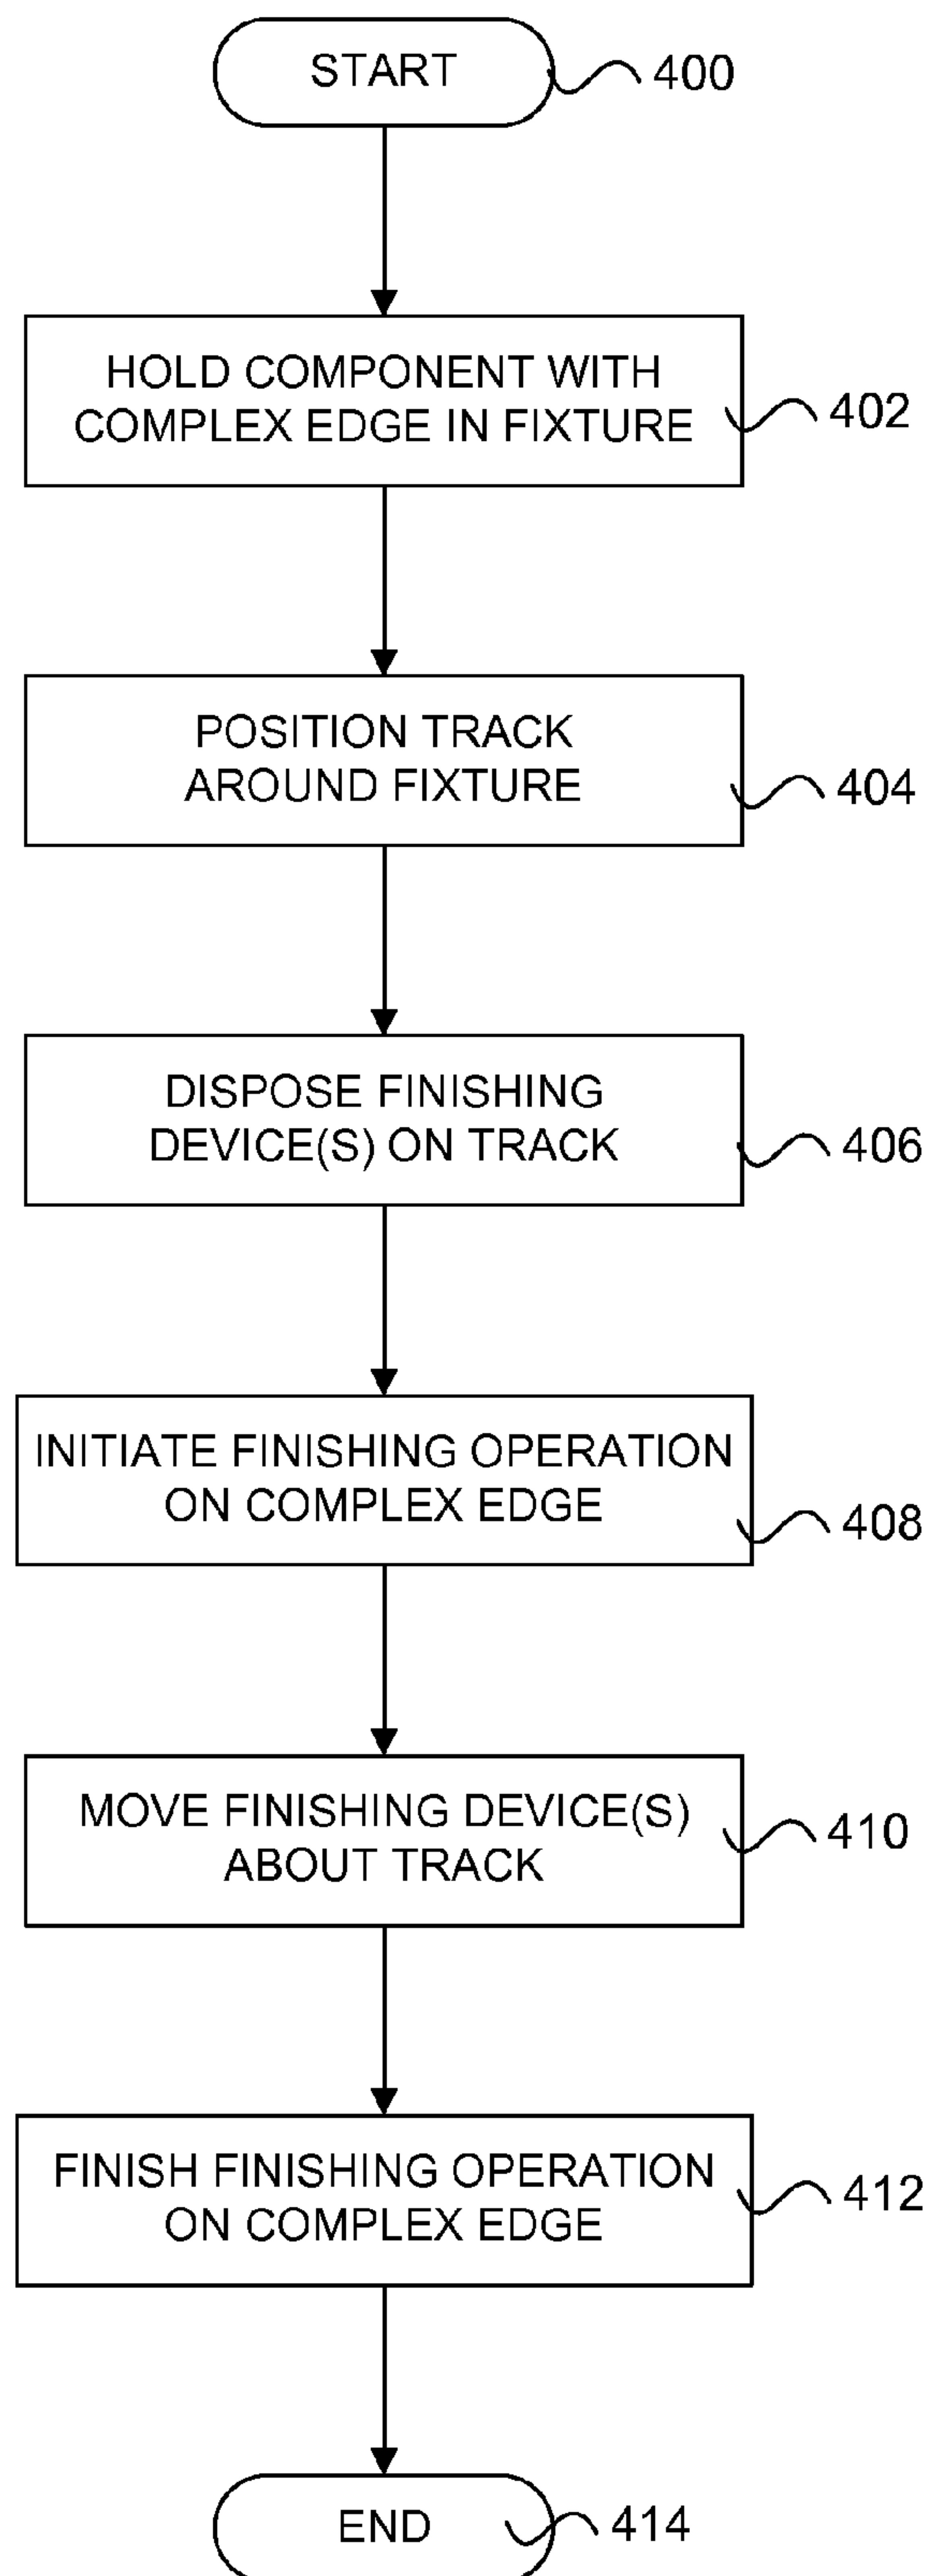 START
400
HOLD COMPONENT WITH
COMPLEX EDGE IN FIXTURE
402
POSITION TRACK
AROUND FIXTURE
404
DISPOSE FINISHING
DEVICE(S) ON TRACK
406
INITIATE FINISHING OPERATION
ON COMPLEX EDGE
408
MOVE FINISHING DEVICE(S)
ABOUT TRACK
410
FINISH FINISHING OPERATION
ON COMPLEX EDGE
412
END
414